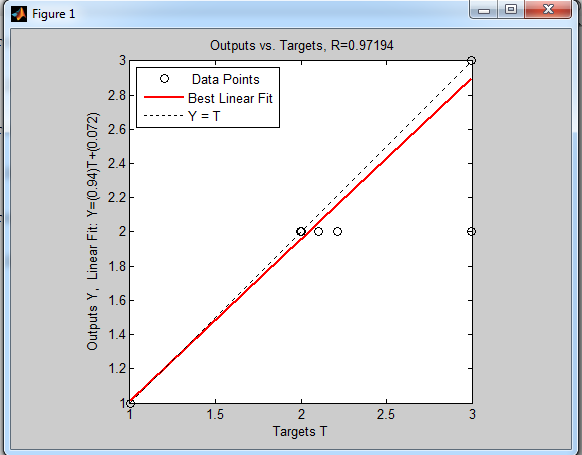 Figure 1
Outputs vs. Targets, R=0.97194
Data Points
Best Linear Fit
Y = T
Outputs Y, Linear Fit: Y=(0.94)T+(0.072)
3
2.8
2.6
2.4
2.2
2
1.8
1.6
1.4
1.2
1
1 1.5 2 2.5 3
Targets T